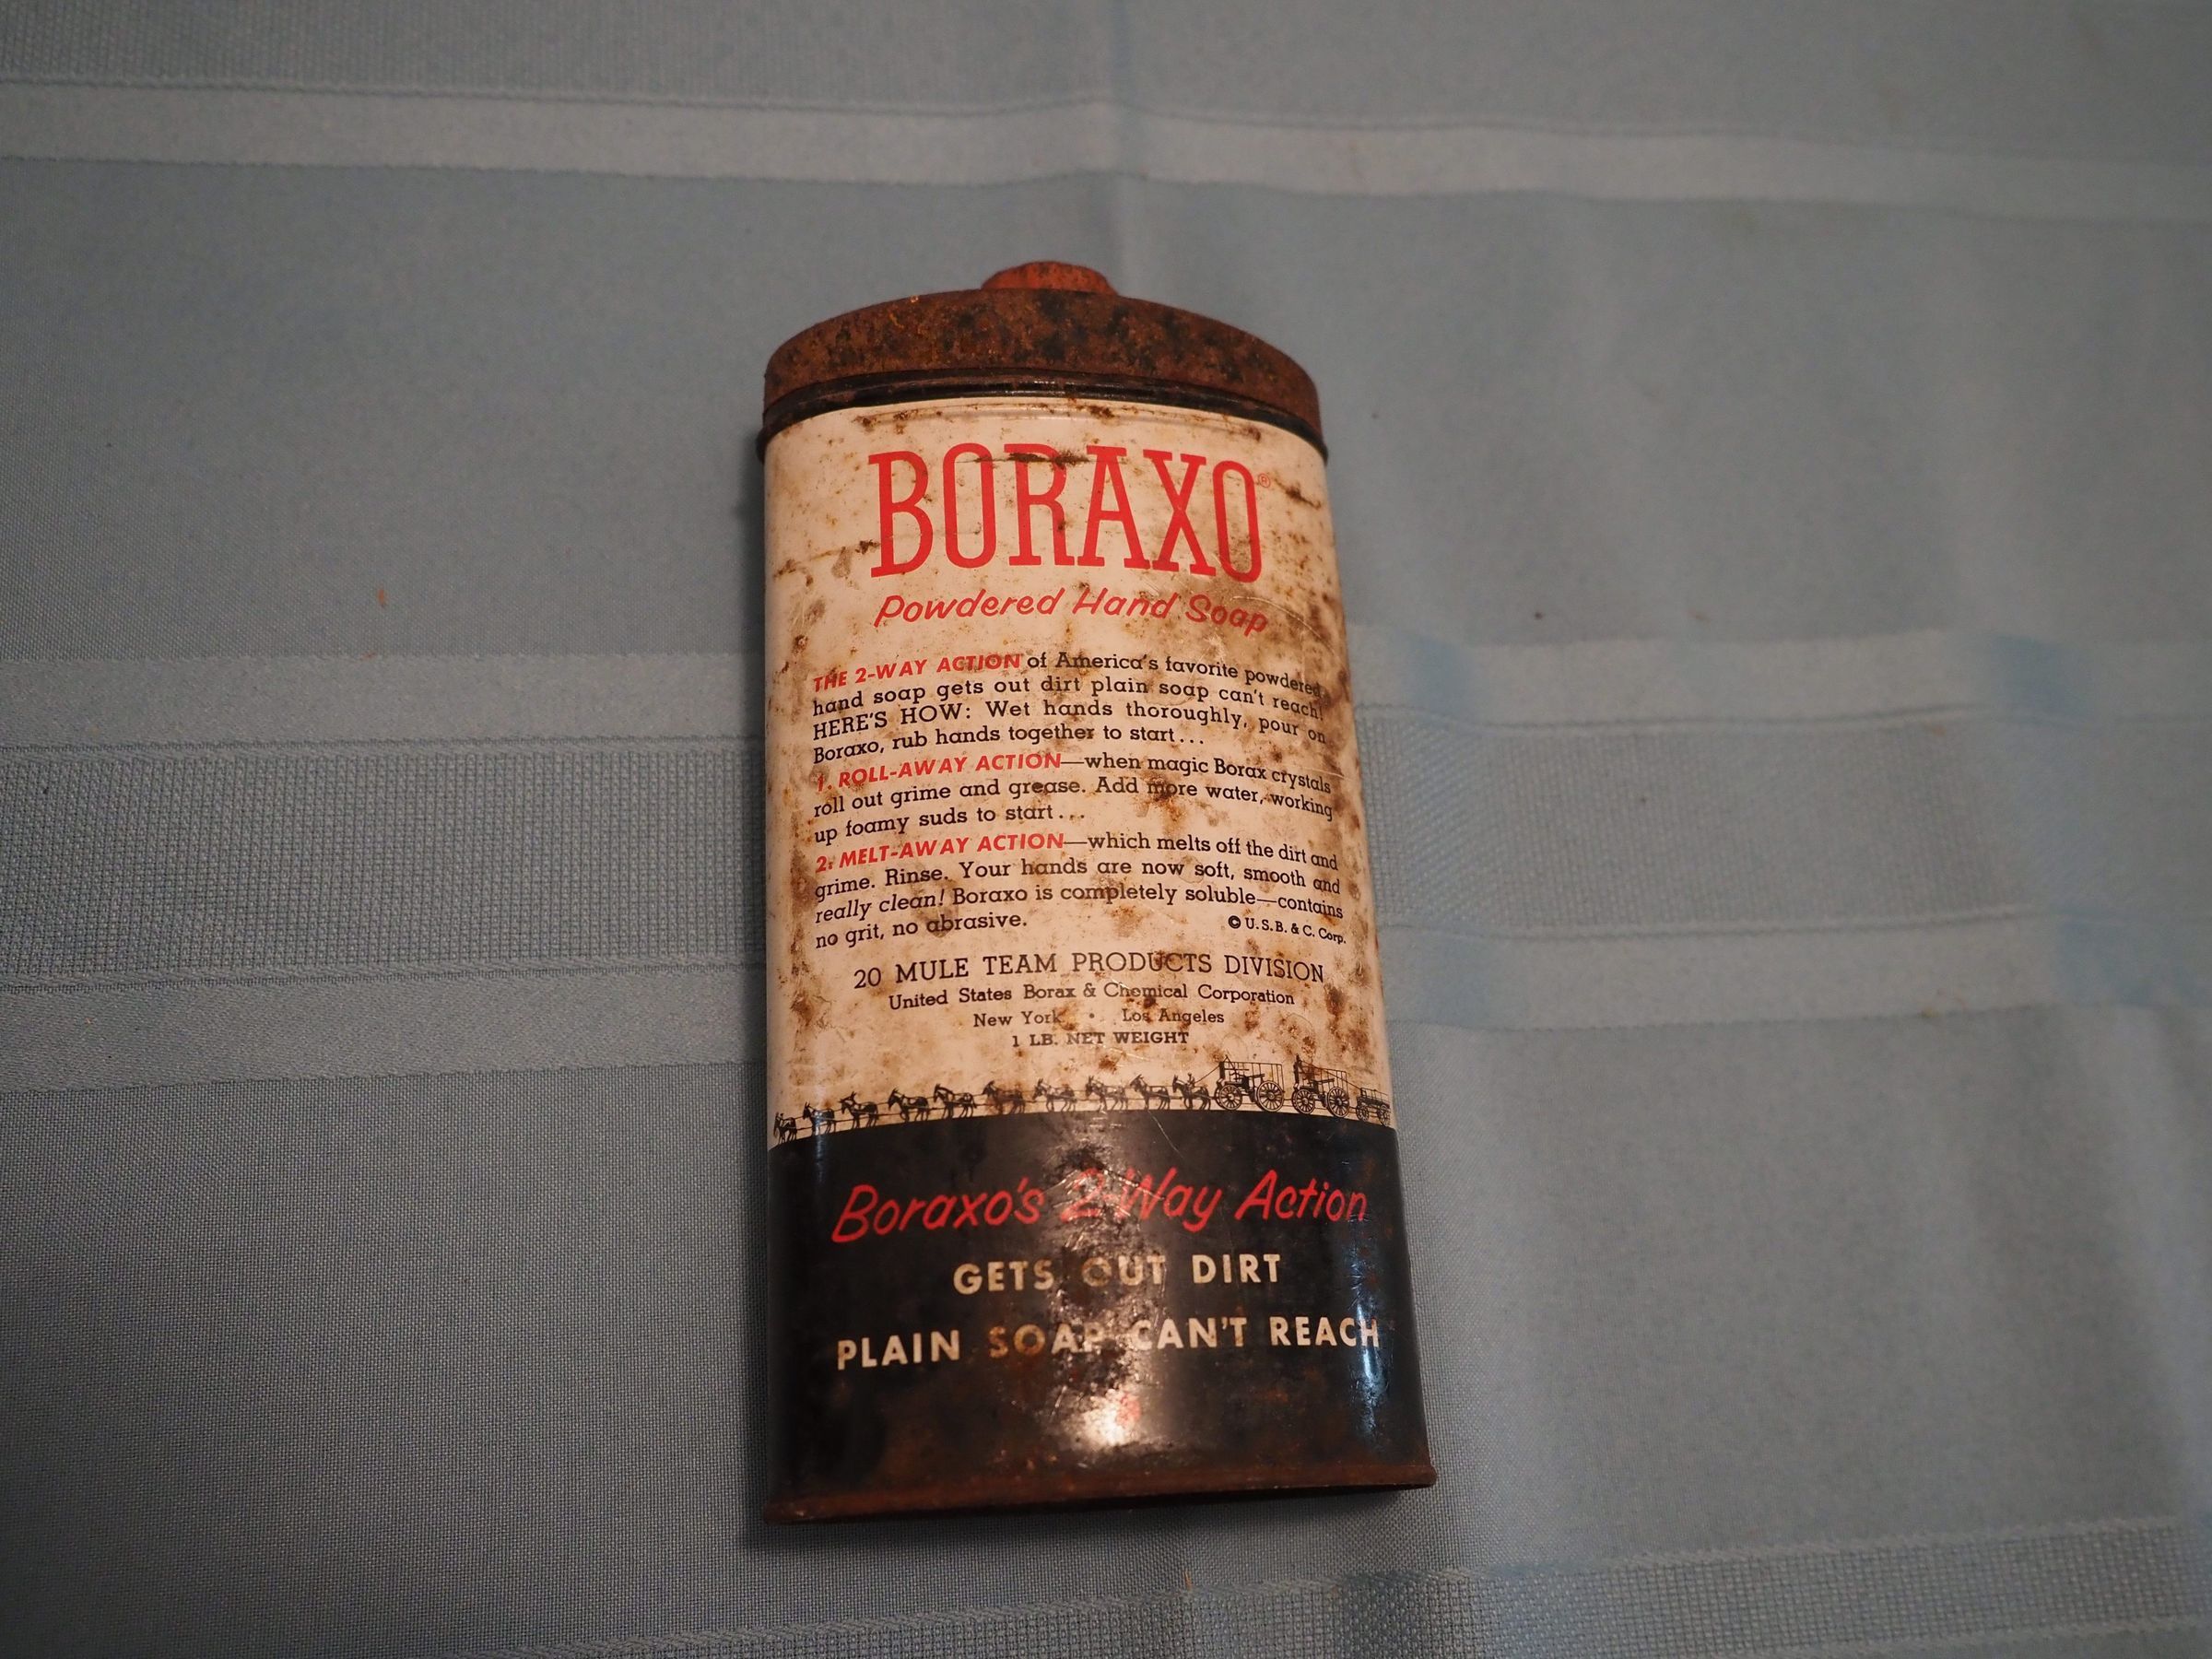 BORAXO®
Powdered Hand Soap
THE 2-WAY ACTION of America's favorite powdered
hand soap gets out dirt plain soap can't reach!
HERE'S HOW: Wet hands thoroughly, pour on
Boraxo, rub hands together to start...
1. ROLL-AWAY ACTION—when magic Borax crystals
roll out grime and grease. Add more water, working
up foamy suds to start...
2. MELT-AWAY ACTION—which melts off the dirt and
grime. Rinse. Your hands are now soft, smooth and
really clean! Boraxo is completely soluble—contains
no grit, no abrasive. © U.S.B. & C. Corp.
20 MULE TEAM PRODUCTS DIVISION
United States Borax & Chemical Corporation
New York • Los Angeles
1 LB. NET WEIGHT
Boraxo's 2-Way Action
GETS OUT DIRT
PLAIN SOAP CAN'T REACH